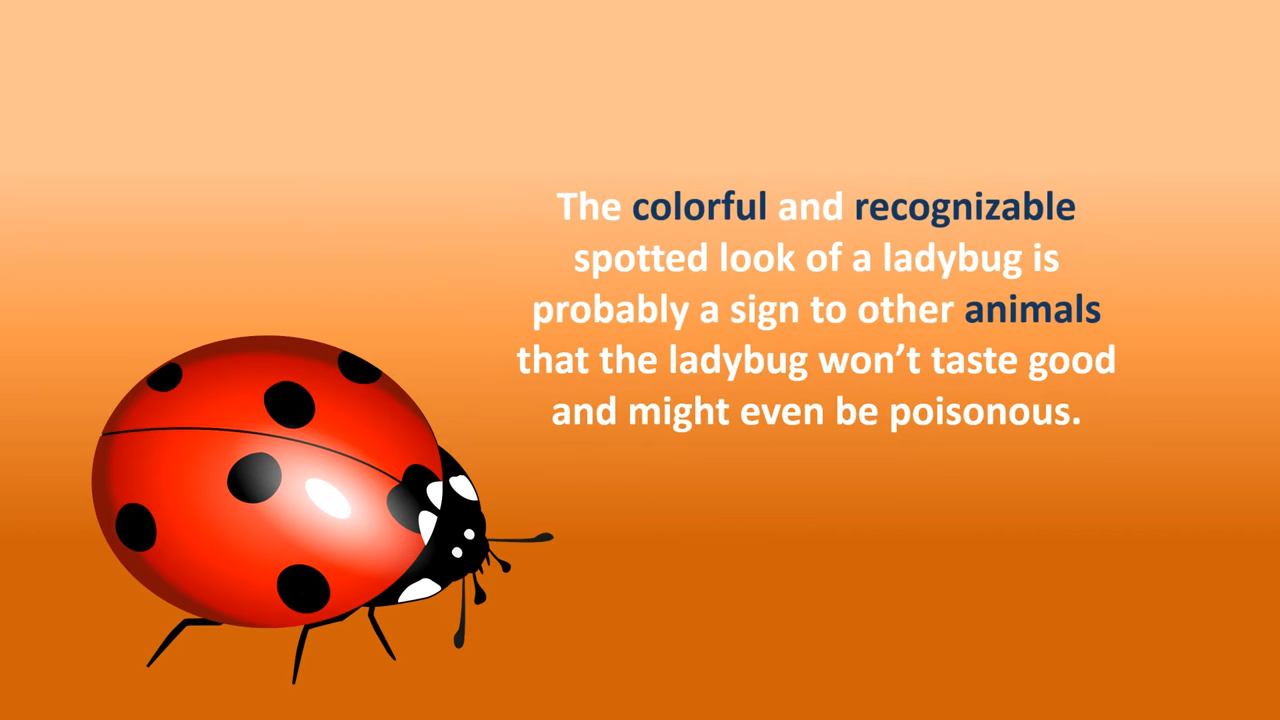 The colorful and recognizable
spotted look of a ladybug is
probably a sign to other animals
that the ladybug won’t taste good
and might even be poisonous.